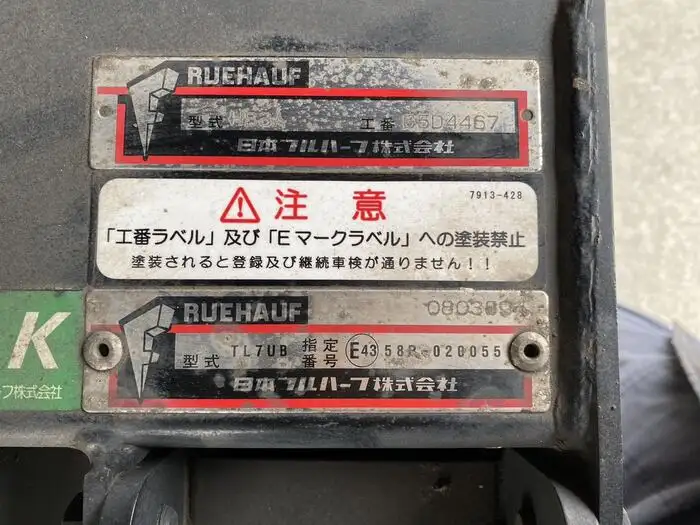 FRUEHAUF
型式
工番 05D4467
日本フルハーフ株式会社
7913-428
注意
「工番ラベル」及び「Eマークラベル」への塗装禁止
塗装されると登録及び継続車検が通りません!!
FRUEHAUF
型式 TL7UB 指定番号 E43 58R-020055
日本フルハーフ株式会社
K
フ株式会社